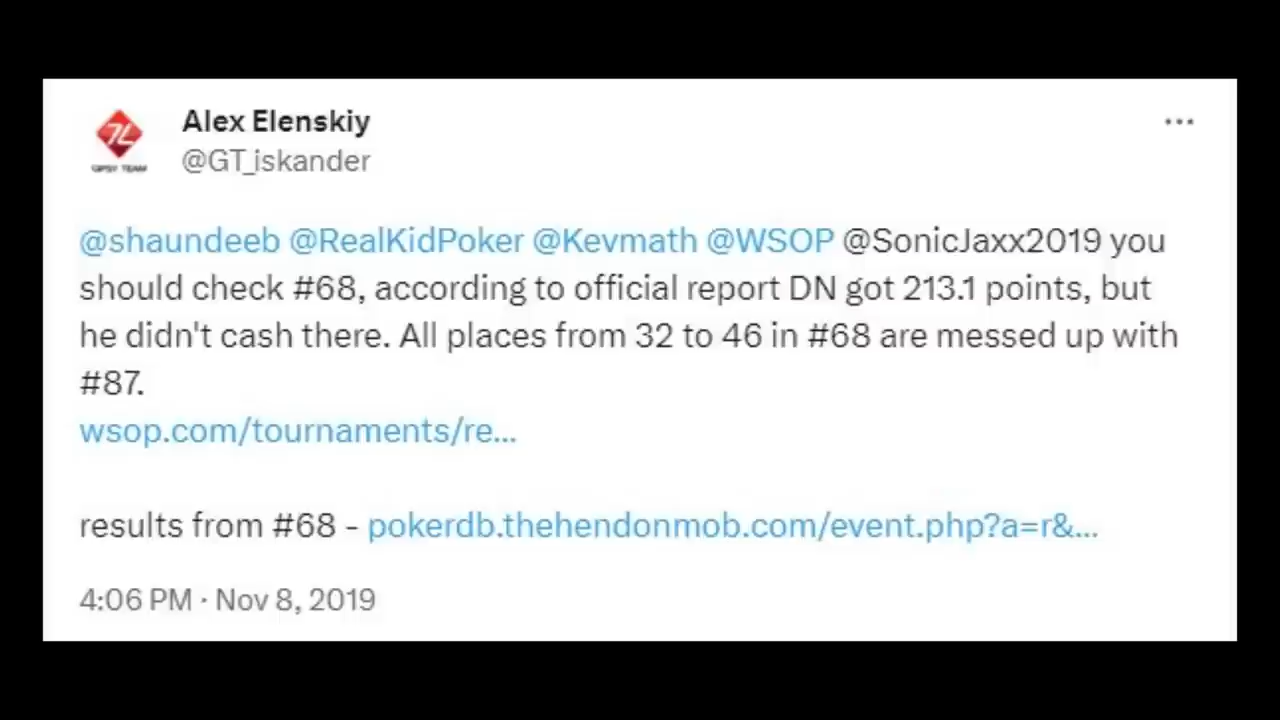 Alex Elenskiy
@GT_iskander
GIPSY TEAM
@shaundeeb @RealKidPoker @Kevmath @WSOP @SonicJaxx2019 you
should check #68, according to official report DN got 213.1 points, but
he didn't cash there. All places from 32 to 46 in #68 are messed up with
#87.
wsop.com/tournaments/re...
results from #68 - pokerdb.thehendonmob.com/event.php?a=r&...
4:06 PM · Nov 8, 2019